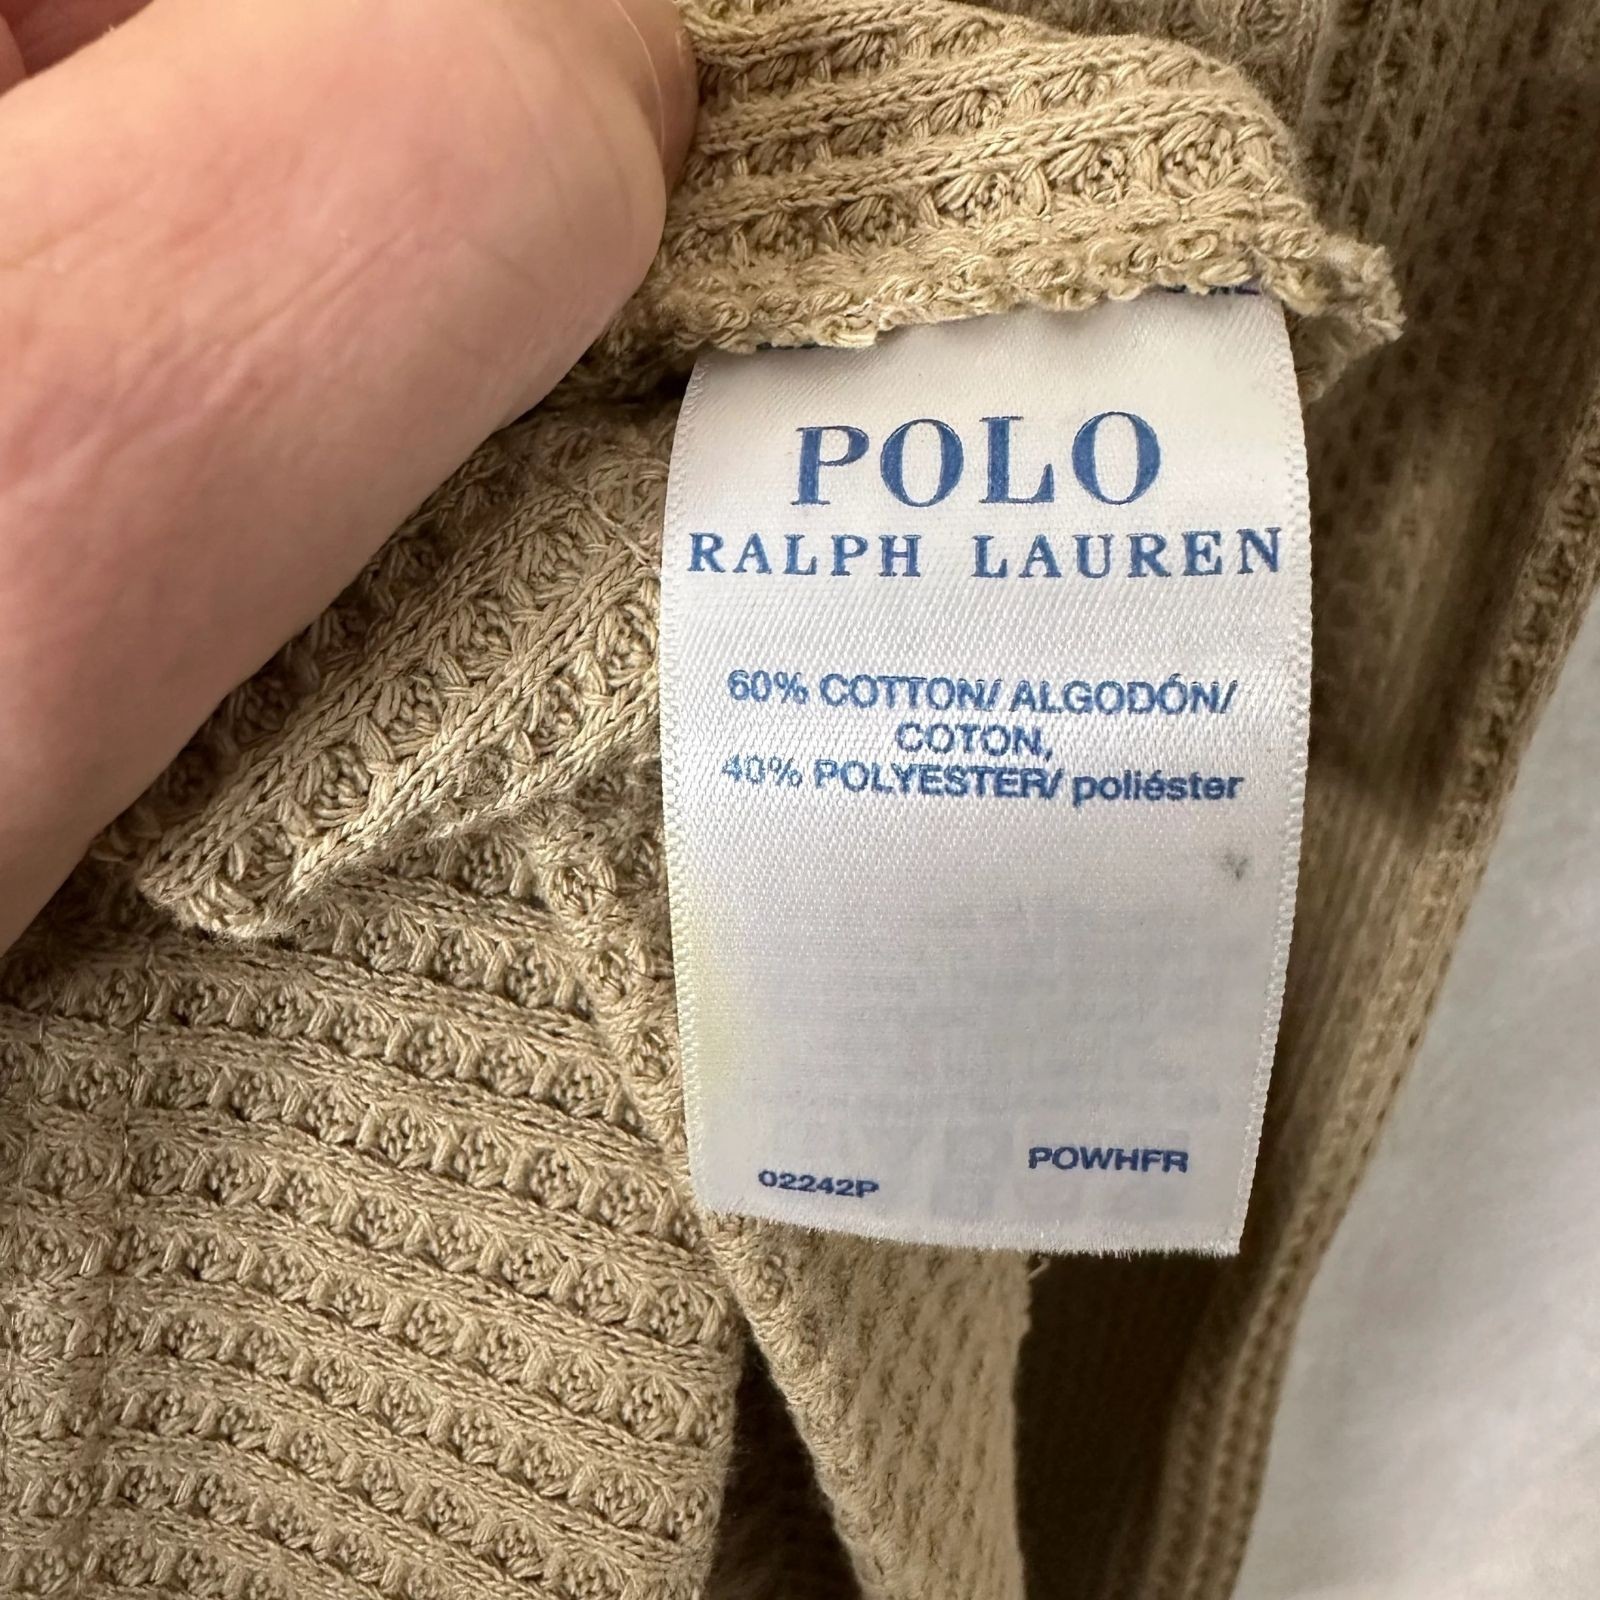 POLO
RALPH LAUREN
60% COTTON/ ALGODÓN/
COTON,
40% POLYESTER/ poliéster
POWHFR
02242P